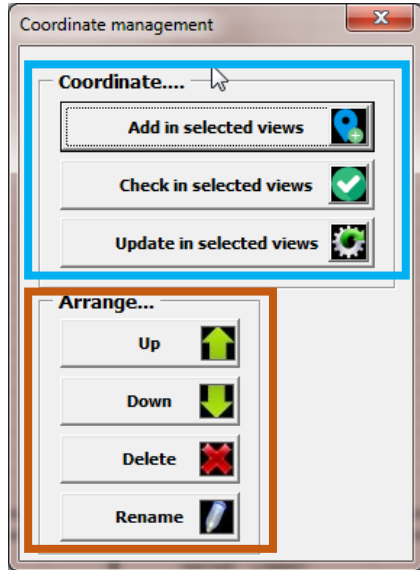 Coordinate management
Coordinate....
Add in selected views
Check in selected views
Update in selected views
Arrange...
Up
Down
Delete
Rename